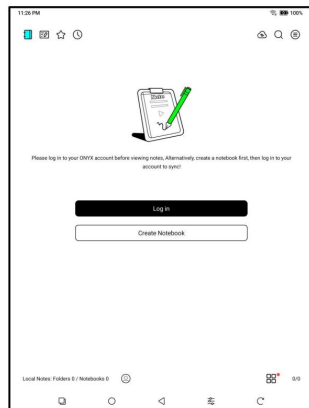 11:26 PM 100%
Notes
Please log in to your ONYX account before viewing notes, Alternatively, create a notebook first, then log in to your
account to sync!
Log in
Create Notebook
Local Notes: Folders 0 / Notebooks 0 0/0